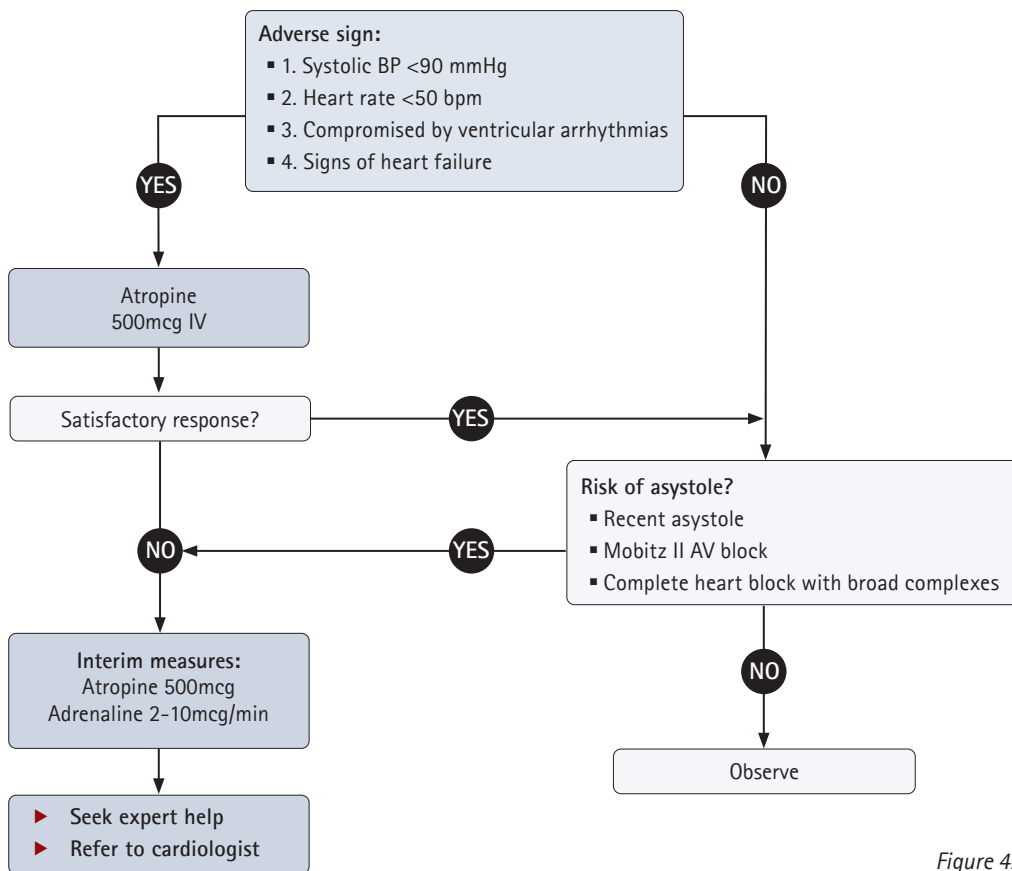 Adverse sign:
▪ 1. Systolic BP <90 mmHg
▪ 2. Heart rate <50 bpm
▪ 3. Compromised by ventricular arrhythmias
▪ 4. Signs of heart failure
YES
NO
Atropine
500mcg IV
Satisfactory response?
YES
Risk of asystole?
▪ Recent asystole
▪ Mobitz II AV block
▪ Complete heart block with broad complexes
NO
YES
Interim measures:
Atropine 500mcg
Adrenaline 2-10mcg/min
NO
Observe
► Seek expert help
► Refer to cardiologist
Figure 4.